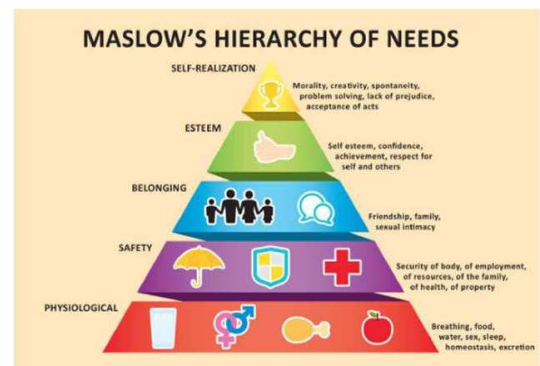 MASLOW'S HIERARCHY OF NEEDS
SELF-REALIZATION
Morality, creativity, spontaneity,
problem solving, lack of prejudice,
acceptance of acts
ESTEEM
Self esteem, confidence,
achievement, respect for
self and others
BELONGING
Friendship, family,
sexual intimacy
SAFETY
Security of body, of employment,
of resources, of the family,
of health, of property
PHYSIOLOGICAL
Breathing, food,
water, sex, sleep,
homeostasis, excretion